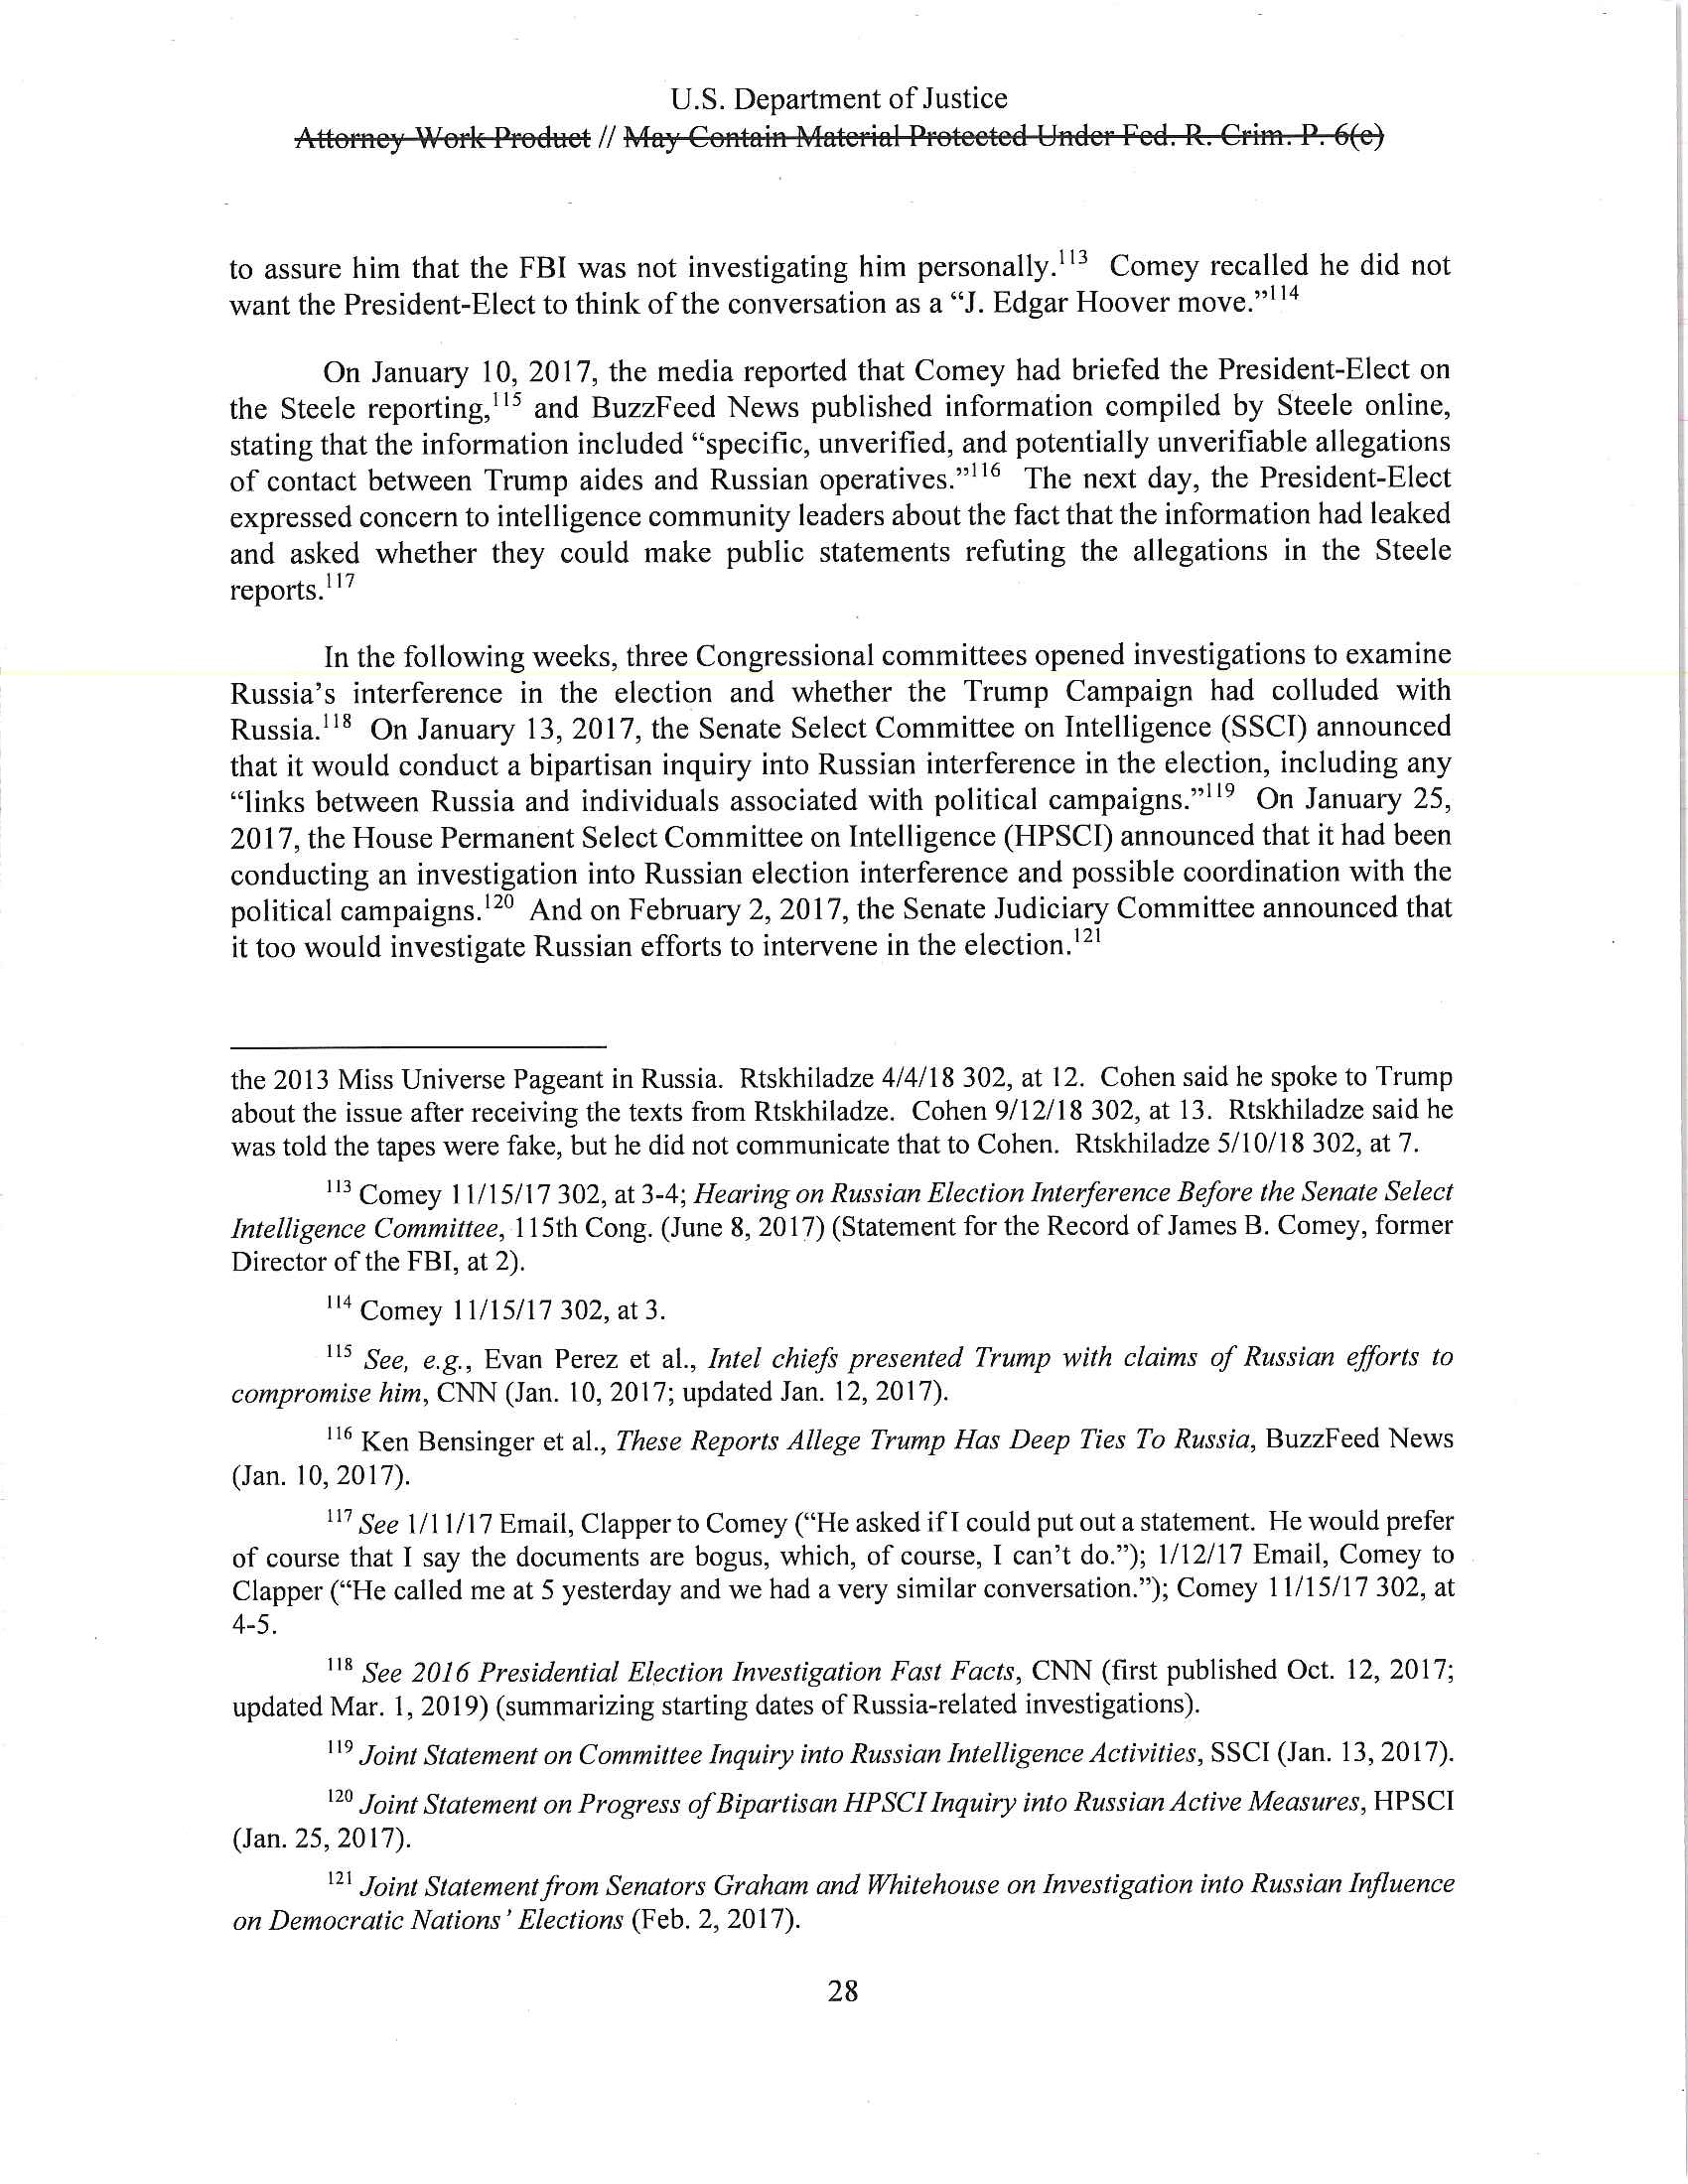 U.S. Department of Justice
Attorney Work Product // May Contain Material Protected Under Fed. R. Crim. P. 6(e)
to assure him that the FBI was not investigating him personally.113 Comey recalled he did not
want the President-Elect to think of the conversation as a “J. Edgar Hoover move.”114
On January 10, 2017, the media reported that Comey had briefed the President-Elect on
the Steele reporting,115 and BuzzFeed News published information compiled by Steele online,
stating that the information included “specific, unverified, and potentially unverifiable allegations
of contact between Trump aides and Russian operatives.”116 The next day, the President-Elect
expressed concern to intelligence community leaders about the fact that the information had leaked
and asked whether they could make public statements refuting the allegations in the Steele
reports.117
In the following weeks, three Congressional committees opened investigations to examine
Russia’s interference in the election and whether the Trump Campaign had colluded with
Russia.118 On January 13, 2017, the Senate Select Committee on Intelligence (SSCI) announced
that it would conduct a bipartisan inquiry into Russian interference in the election, including any
“links between Russia and individuals associated with political campaigns.”119 On January 25,
2017, the House Permanent Select Committee on Intelligence (HPSCI) announced that it had been
conducting an investigation into Russian election interference and possible coordination with the
political campaigns.120 And on February 2, 2017, the Senate Judiciary Committee announced that
it too would investigate Russian efforts to intervene in the election.121
the 2013 Miss Universe Pageant in Russia. Rtskhiladze 4/4/18 302, at 12. Cohen said he spoke to Trump
about the issue after receiving the texts from Rtskhiladze. Cohen 9/12/18 302, at 13. Rtskhiladze said he
was told the tapes were fake, but he did not communicate that to Cohen. Rtskhiladze 5/10/18 302, at 7.
113 Comey 11/15/17 302, at 3-4; Hearing on Russian Election Interference Before the Senate Select
Intelligence Committee, 115th Cong. (June 8, 2017) (Statement for the Record of James B. Comey, former
Director of the FBI, at 2).
114 Comey 11/15/17 302, at 3.
115 See, e.g., Evan Perez et al., Intel chiefs presented Trump with claims of Russian efforts to
compromise him, CNN (Jan. 10, 2017; updated Jan. 12, 2017).
116 Ken Bensinger et al., These Reports Allege Trump Has Deep Ties To Russia, BuzzFeed News
(Jan. 10, 2017).
117 See 1/11/17 Email, Clapper to Comey (“He asked if I could put out a statement. He would prefer
of course that I say the documents are bogus, which, of course, I can’t do.”); 1/12/17 Email, Comey to
Clapper (“He called me at 5 yesterday and we had a very similar conversation.”); Comey 11/15/17 302, at
4-5.
118 See 2016 Presidential Election Investigation Fast Facts, CNN (first published Oct. 12, 2017;
updated Mar. 1, 2019) (summarizing starting dates of Russia-related investigations).
119 Joint Statement on Committee Inquiry into Russian Intelligence Activities, SSCI (Jan. 13, 2017).
120 Joint Statement on Progress of Bipartisan HPSCI Inquiry into Russian Active Measures, HPSCI
(Jan. 25, 2017).
121 Joint Statement from Senators Graham and Whitehouse on Investigation into Russian Influence
on Democratic Nations’ Elections (Feb. 2, 2017).
28